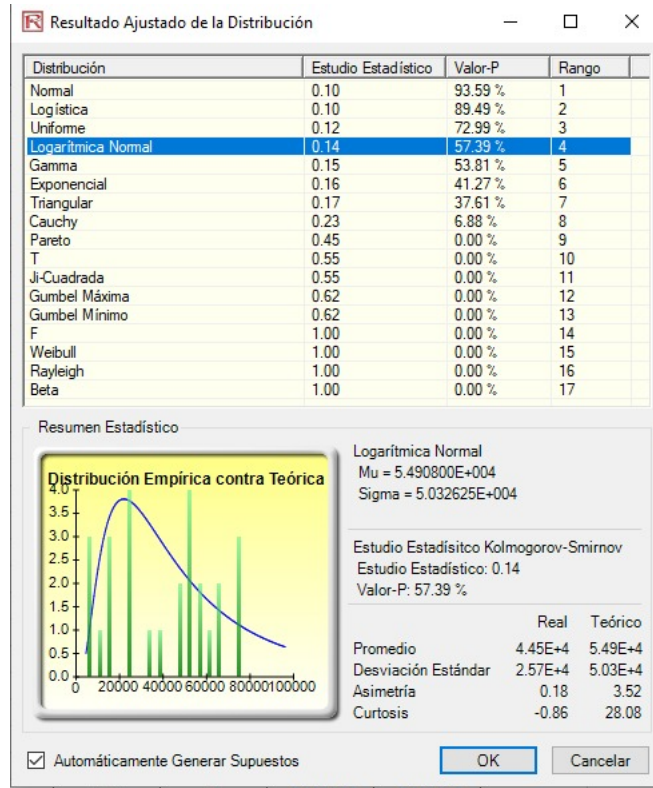 Resultado Ajustado de la Distribución
Distribución Estudio Estadístico Valor-P Rango
Normal 0.10 93.59 % 1
Logística 0.10 89.49 % 2
Uniforme 0.12 72.99 % 3
Logarítmica Normal 0.14 57.39 % 4
Gamma 0.15 53.81 % 5
Exponencial 0.16 41.27 % 6
Triangular 0.17 37.61 % 7
Cauchy 0.23 6.88 % 8
Pareto 0.45 0.00 % 9
T 0.55 0.00 % 10
Ji-Cuadrada 0.55 0.00 % 11
Gumbel Máxima 0.62 0.00 % 12
Gumbel Mínimo 0.62 0.00 % 13
F 1.00 0.00 % 14
Weibull 1.00 0.00 % 15
Rayleigh 1.00 0.00 % 16
Beta 1.00 0.00 % 17
Resumen Estadístico
Distribución Empírica contra Teórica
4.0
3.5
3.0
2.5
2.0
1.5
1.0
0.5
0.0
0 20000 40000 60000 80000 100000
Logarítmica Normal
Mu = 5.490800E+004
Sigma = 5.032625E+004
Estudio Estadísitco Kolmogorov-Smirnov
Estudio Estadístico: 0.14
Valor-P: 57.39 %
Real Teórico
Promedio 4.45E+4 5.49E+4
Desviación Estándar 2.57E+4 5.03E+4
Asimetría 0.18 3.52
Curtosis -0.86 28.08
Automáticamente Generar Supuestos
OK
Cancelar